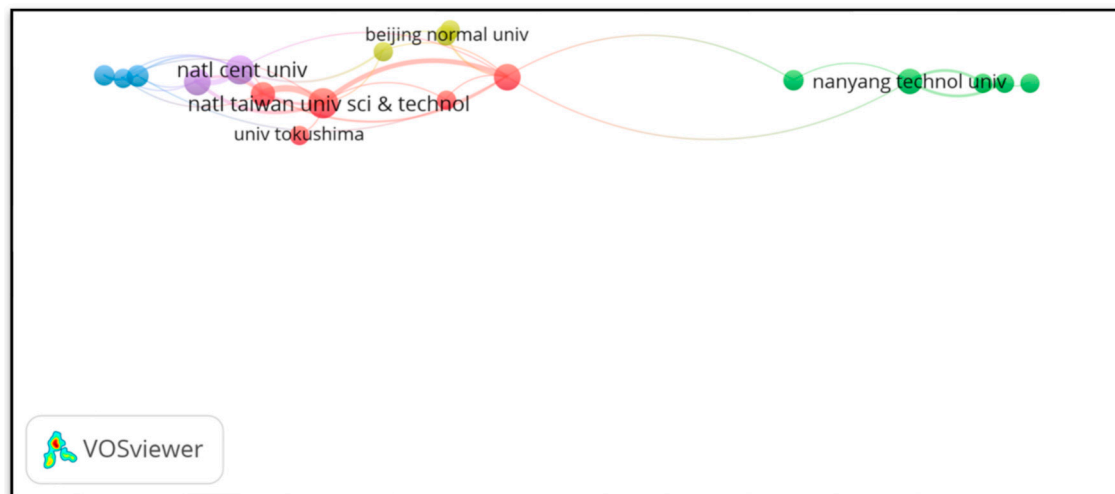 beijing normal univ
natl cent univ
nanyang technol univ
natl taiwan univ sci & technol
univ tokushima
VOSviewer